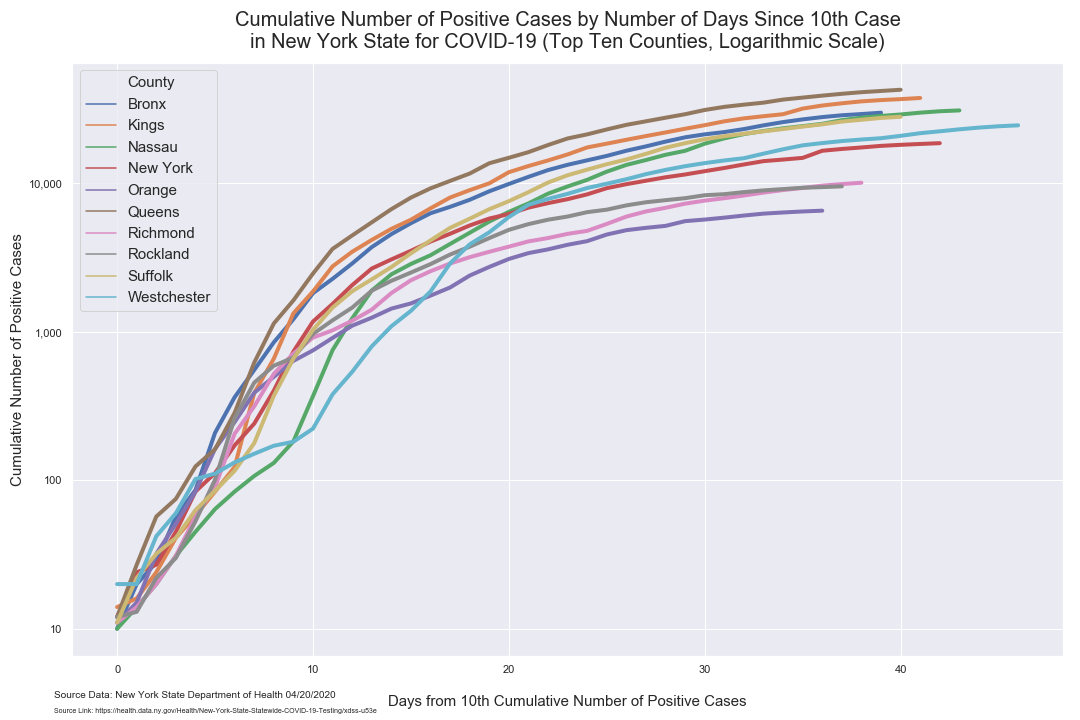 Cumulative Number of Positive Cases by Number of Days Since 10th Case
in New York State for COVID-19 (Top Ten Counties, Logarithmic Scale)
County
Bronx
Kings
Nassau
New York
Orange
Queens
Richmond
Rockland
Suffolk
Westchester
Cumulative Number of Positive Cases
10,000
1,000
100
10
0 10 20 30 40
Days from 10th Cumulative Number of Positive Cases
Source Data: New York State Department of Health 04/20/2020
Source Link: https://health.data.ny.gov/Health/New-York-State-Statewide-COVID-19-Testing/xdss-u53e